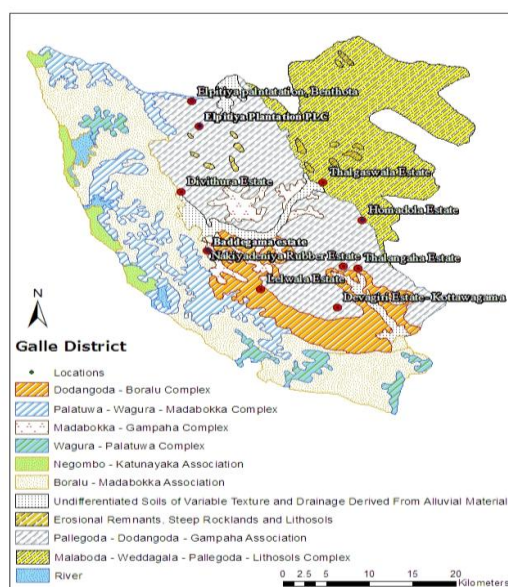 Elpitiya palntatation, Benthota
Elpitiya Plantation PLC
Thalgaswala Estate
Divithura Estate
Homadola Estate
Baddegama estate
Nakiyadeniya Rubber Estate
Thalangaha Estate
Lelwala Estate
Devagiri Estate - Kottawagama
N
Galle District
Locations
Dodangoda - Boralu Complex
Palatuwa - Wagura - Madabokka Complex
Madabokka - Gampaha Complex
Wagura - Palatuwa Complex
Negombo - Katunayaka Association
Boralu - Madabokka Association
Undifferentiated Soils of Variable Texture and Drainage Derived From Alluvial Material
Erosional Remnants, Steep Rocklands and Lithosols
Pallegoda - Dodangoda - Gampaha Association
Malaboda - Weddagala - Pallegoda - Lithosols Complex
River
0 2.5 5 10 15 20
Kilometers